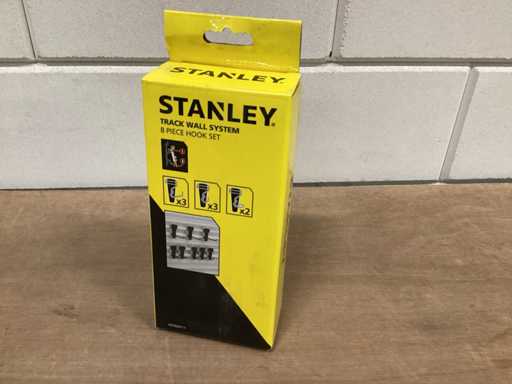 STANLEY
STANLEY®
TRACK WALL SYSTEM
8 PIECE HOOK SET
x3
x3
x2